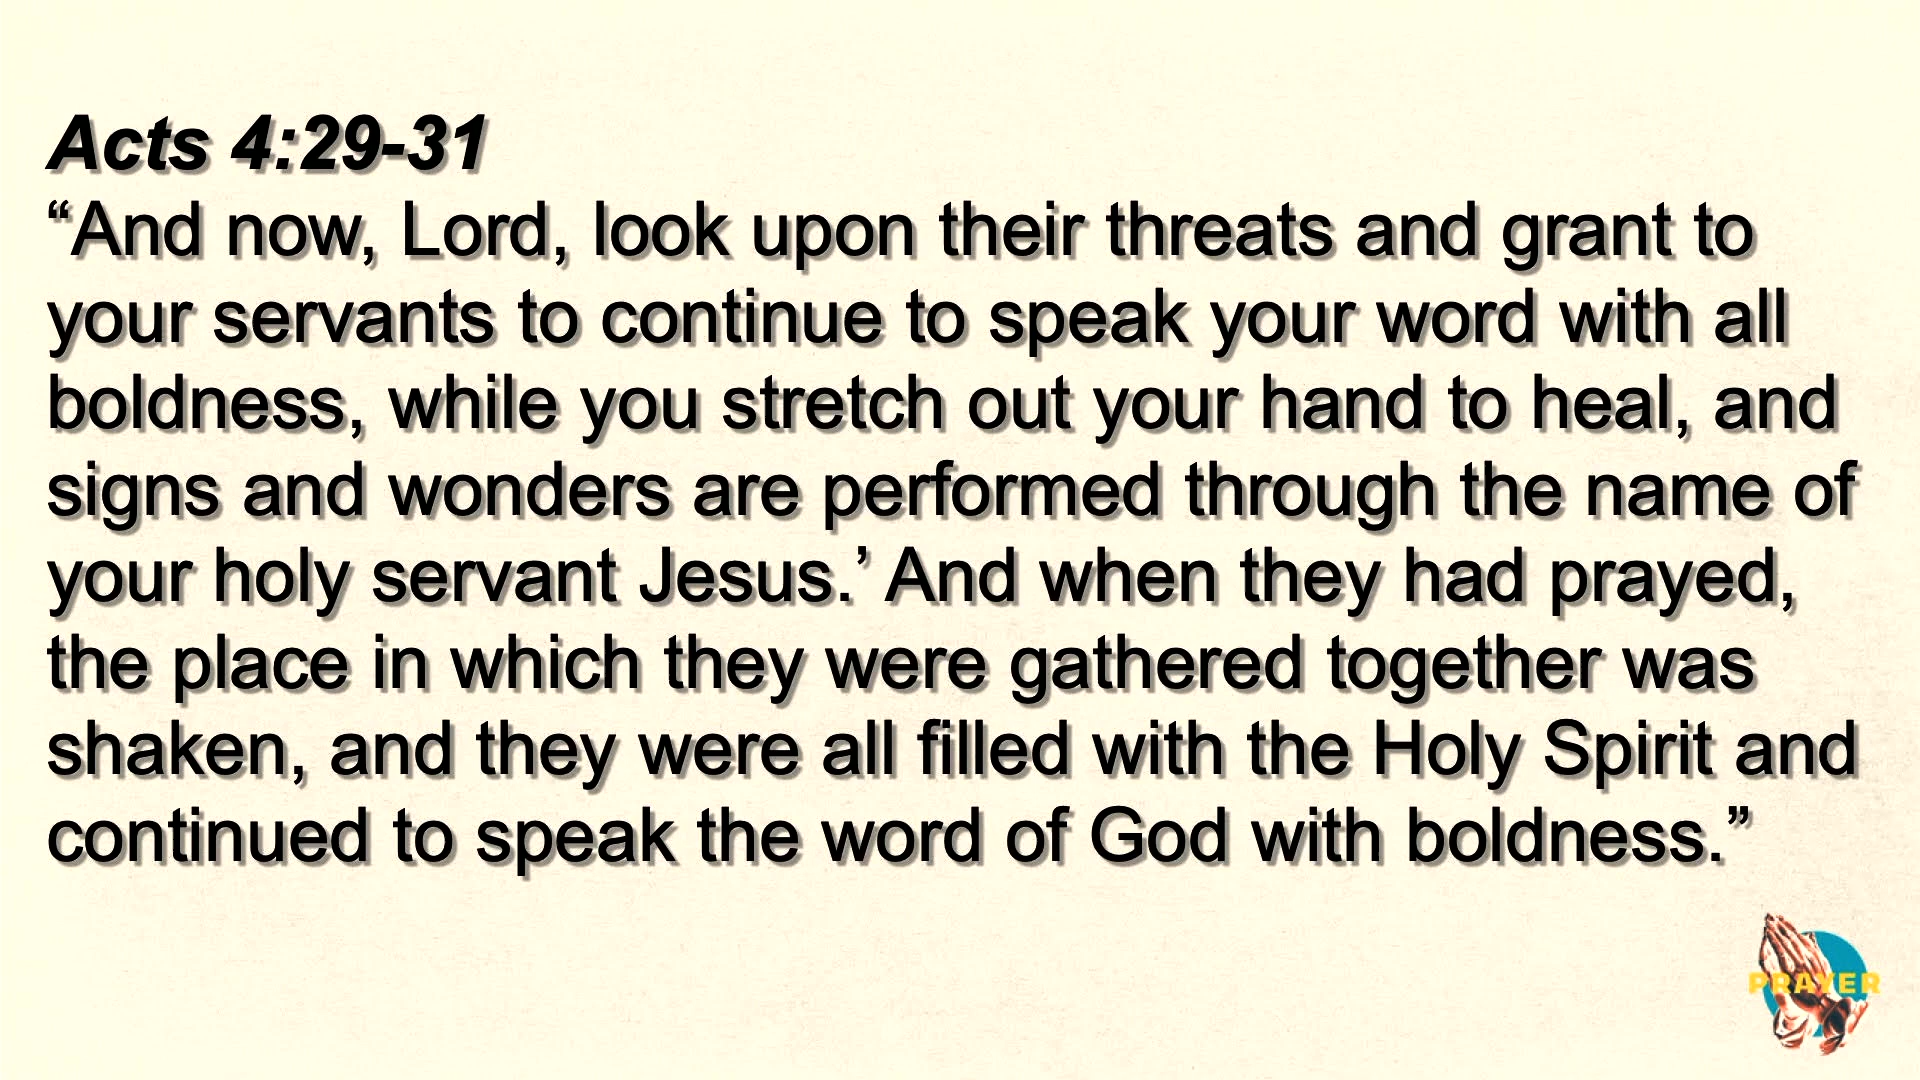 Acts 4:29-31
“And now, Lord, look upon their threats and grant to
your servants to continue to speak your word with all
boldness, while you stretch out your hand to heal, and
signs and wonders are performed through the name of
your holy servant Jesus.’ And when they had prayed,
the place in which they were gathered together was
shaken, and they were all filled with the Holy Spirit and
continued to speak the word of God with boldness.”
PRAYER